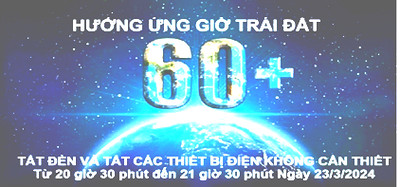 HƯỚNG ỨNG GIỜ TRÁI ĐẤT
60+
TẮT ĐÈN VÀ TẮT CÁC THIẾT BỊ ĐIỆN KHÔNG CẦN THIẾT
Từ 20 giờ 30 phút đến 21 giờ 30 phút Ngày 23/3/2024